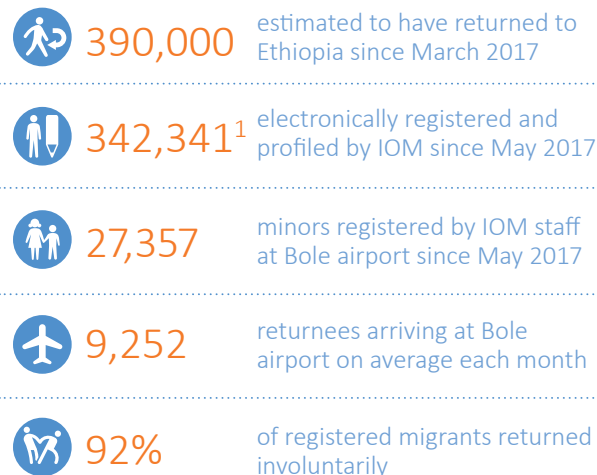 390,000
estimated to have returned to
Ethiopia since March 2017
342,341¹
electronically registered and
profiled by IOM since May 2017
27,357
minors registered by IOM staff
at Bole airport since May 2017
9,252
returnees arriving at Bole
airport on average each month
92%
of registered migrants returned
involuntarily